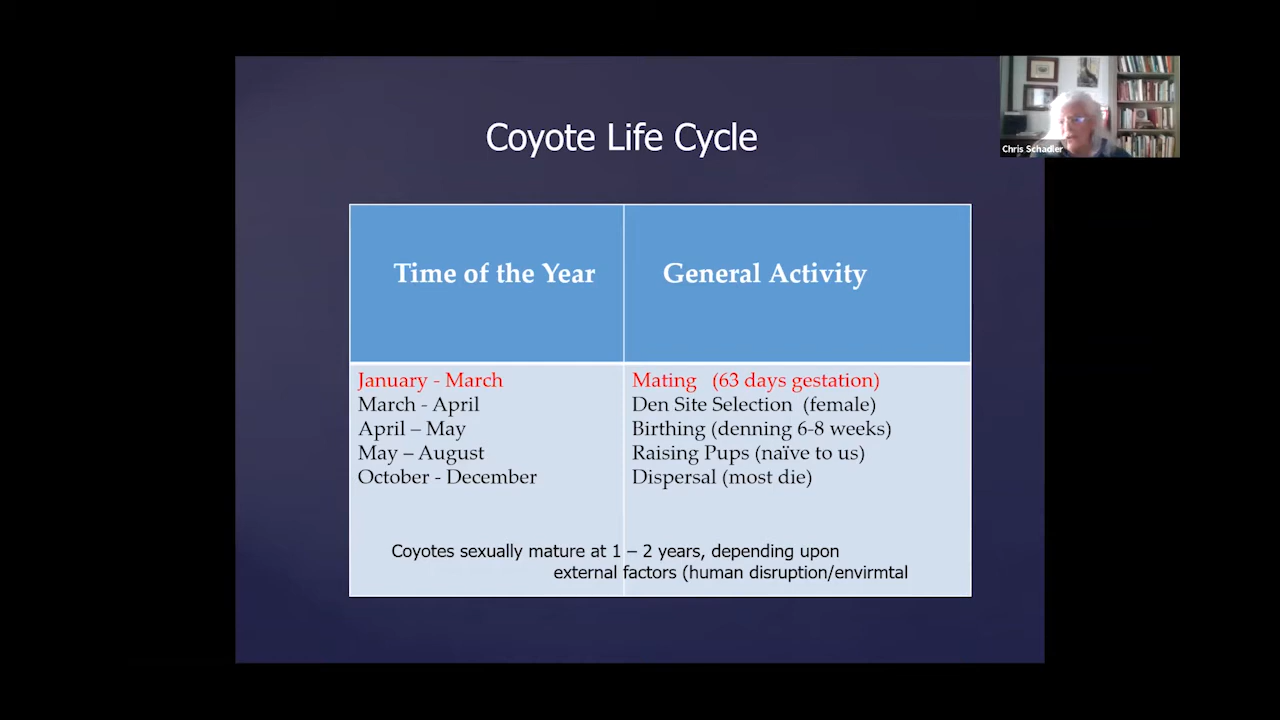 Coyote Life Cycle
Chris Schadler
Time of the Year
General Activity
January - March
Mating (63 days gestation)
March - April
Den Site Selection (female)
April – May
Birthing (denning 6-8 weeks)
May – August
Raising Pups (naïve to us)
October - December
Dispersal (most die)
Coyotes sexually mature at 1 – 2 years, depending upon
external factors (human disruption/envirmtal